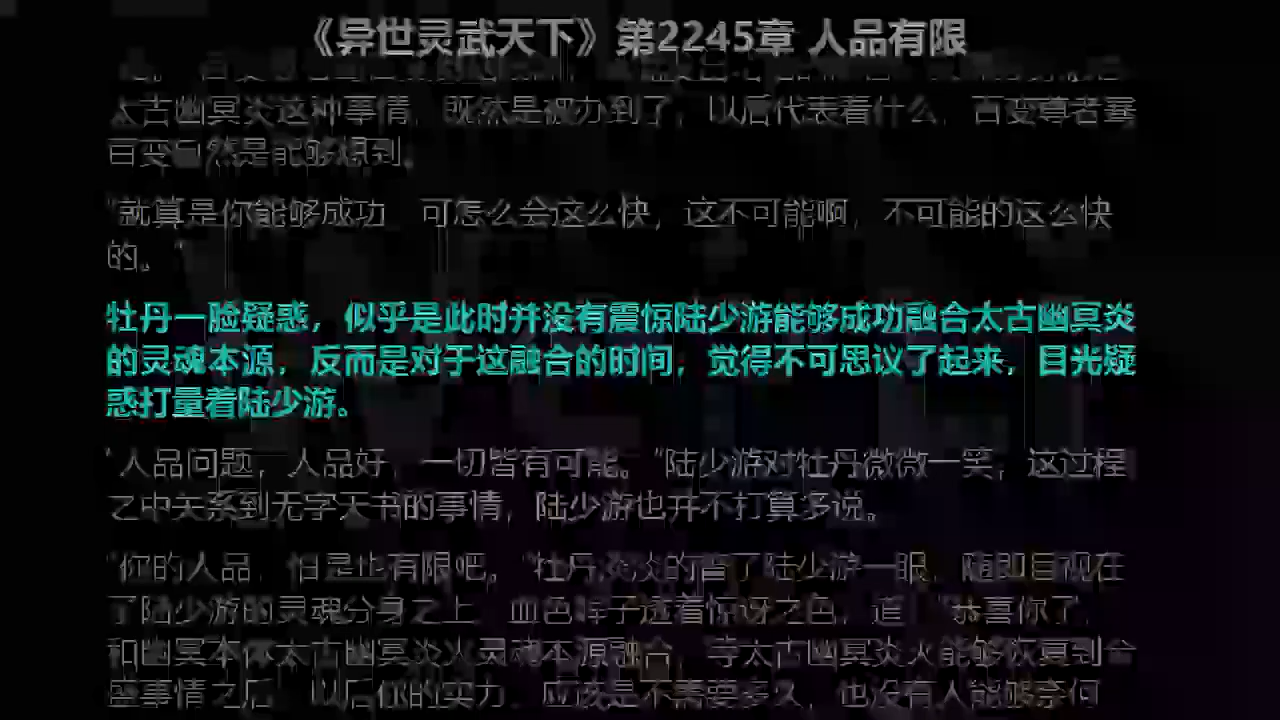 《异世灵武天下》第2245章 人品有限
太古幽冥炎这种事情，既然是被办到了，以后代表着什么，百变尊者蹇
百变自然是能够想到。
“就算是你能够成功，可怎么会这么快，这不可能啊，不可能的这么快
的。”
牡丹一脸疑惑，似乎是此时并没有震惊陆少游能够成功融合太古幽冥炎
的灵魂本源，反而是对于这融合的时间，觉得不可思议了起来，目光疑
惑打量着陆少游。
“人品问题，人品好，一切皆有可能。”陆少游对牡丹微微一笑，这过程
之中关系到无字天书的事情，陆少游也并不打算多说。
“你的人品，怕是也有限吧。”牡丹淡淡的瞥了陆少游一眼，随即目视在
了陆少游的灵魂分身之上，血色眸子透着惊讶之色，道：“恭喜你了，
和幽冥本体太古幽冥炎火灵魂本源融合，等太古幽冥炎火能够恢复到全
盛事情之后，以后你的实力，应该是不需要多久，也没有人能够奈何